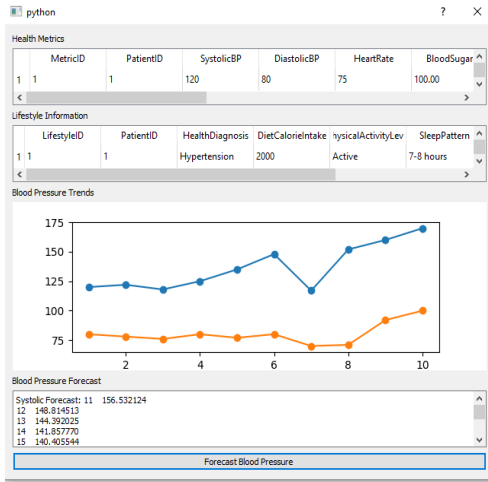 python ? ×
Health Metrics
MetricID PatientID SystolicBP DiastolicBP HeartRate BloodSugar
1 1 1 120 80 75 100.00
Lifestyle Information
LifestyleID PatientID HealthDiagnosis DietCalorieIntake hysicalActivityLev SleepPattern
1 1 1 Hypertension 2000 Active 7-8 hours
Blood Pressure Trends
175
150
125
100
75
2 4 6 8 10
Blood Pressure Forecast
Systolic Forecast: 11 156.532124
12 148.814513
13 144.392025
14 141.857770
15 140.405544
Forecast Blood Pressure